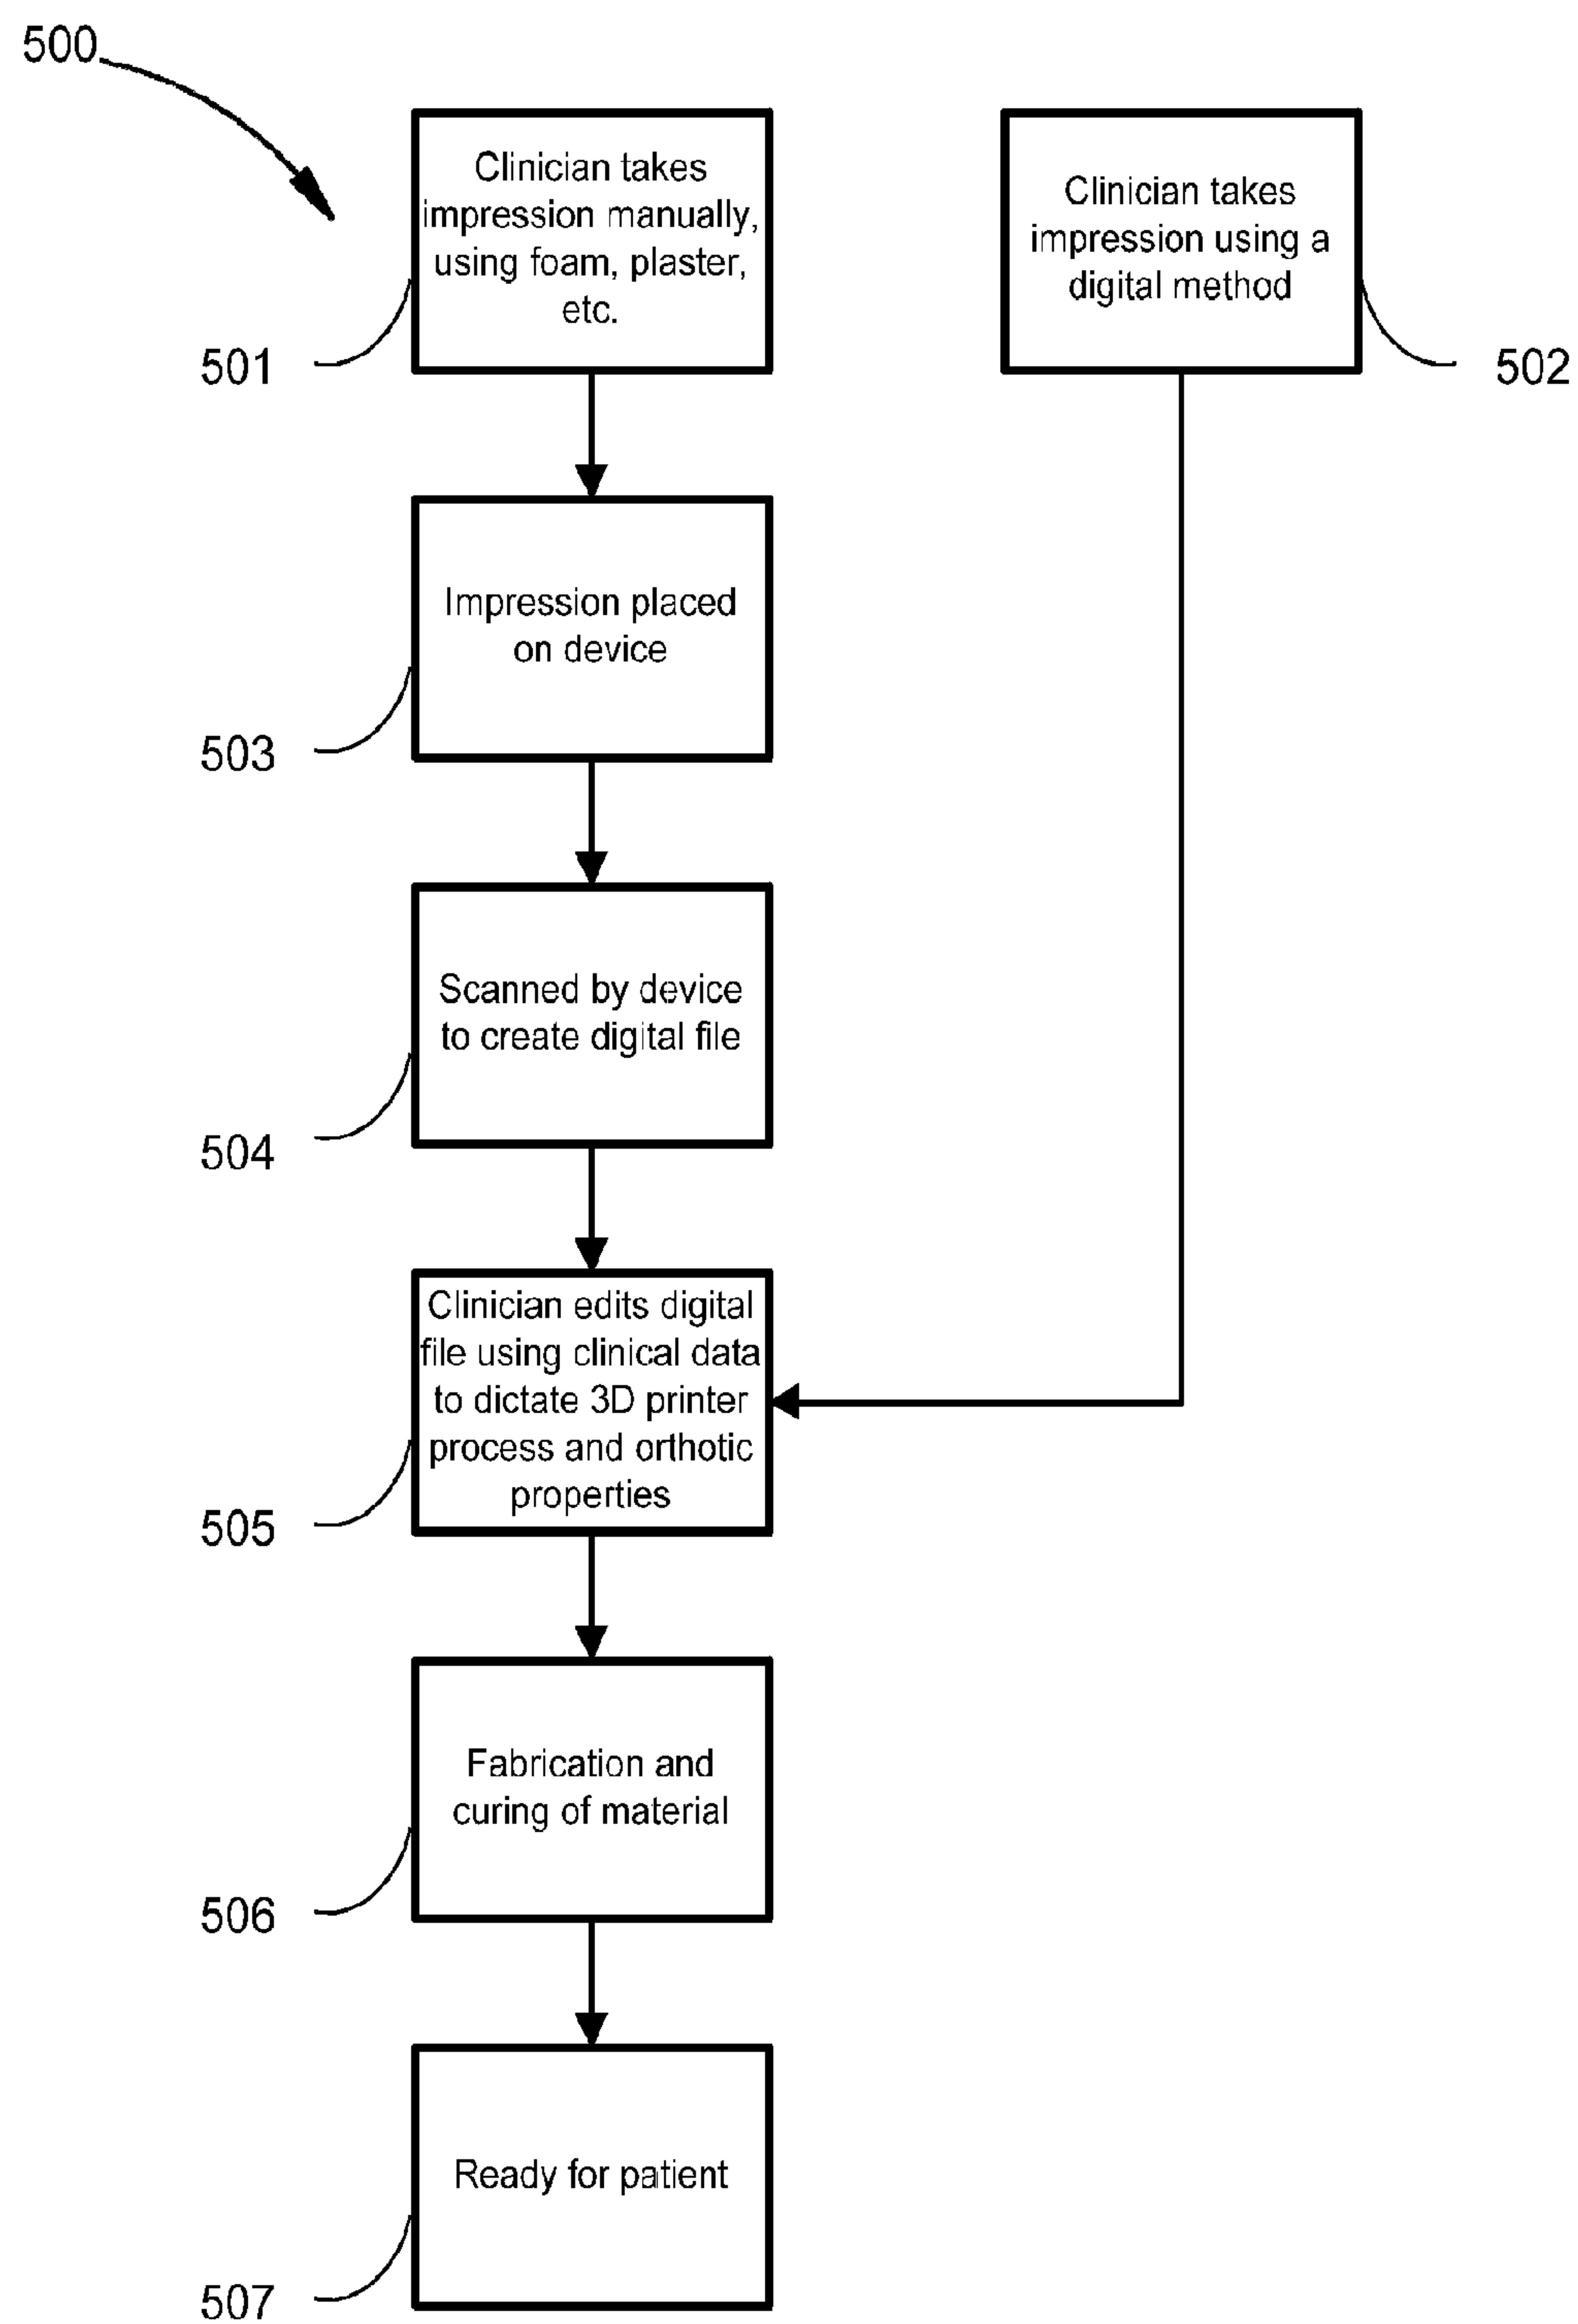 500
Clinician takes
impression manually,
using foam, plaster,
etc.
501
Clinician takes
impression using a
digital method
502
Impression placed
on device
503
Scanned by device
to create digital file
504
Clinician edits digital
file using clinical data
to dictate 3D printer
process and orthotic
properties
505
Fabrication and
curing of material
506
Ready for patient
507